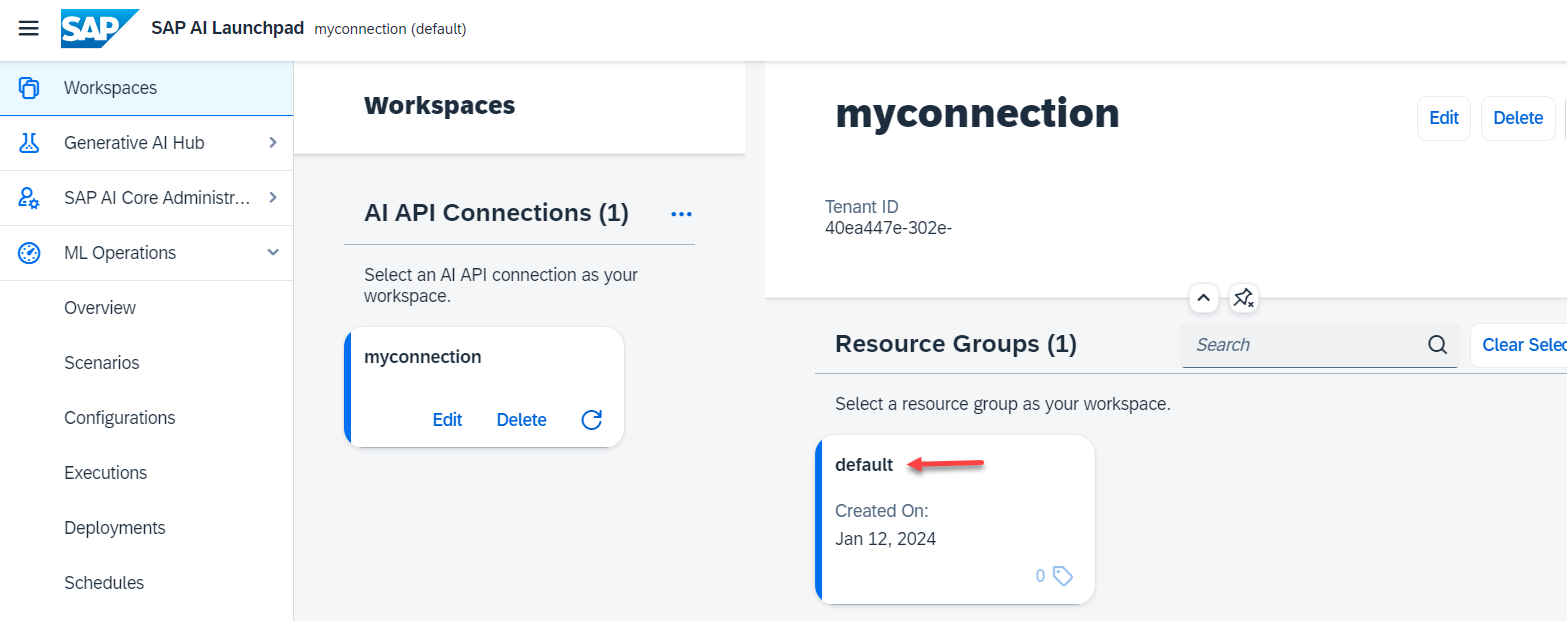 SAP
SAP AI Launchpad myconnection (default)
Workspaces
Generative AI Hub
SAP AI Core Administr...
ML Operations
Overview
Scenarios
Configurations
Executions
Deployments
Schedules
Workspaces
AI API Connections (1)
Select an AI API connection as your
workspace.
myconnection
Edit Delete
myconnection
Edit Delete
Tenant ID
40ea447e-302e-
Resource Groups (1)
Search
Clear Selec
Select a resource group as your workspace.
default
Created On:
Jan 12, 2024
0